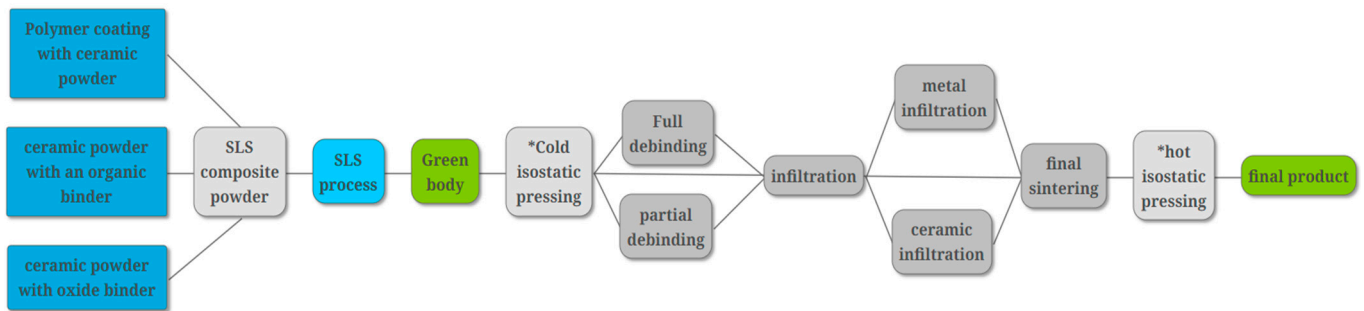 Polymer coating
with ceramic
powder
ceramic powder
with an organic
binder
ceramic powder
with oxide binder
SLS
composite
powder
SLS
process
Green
body
*Cold
isostatic
pressing
Full
debinding
partial
debinding
infiltration
metal
infiltration
ceramic
infiltration
final
sintering
*hot
isostatic
pressing
final product